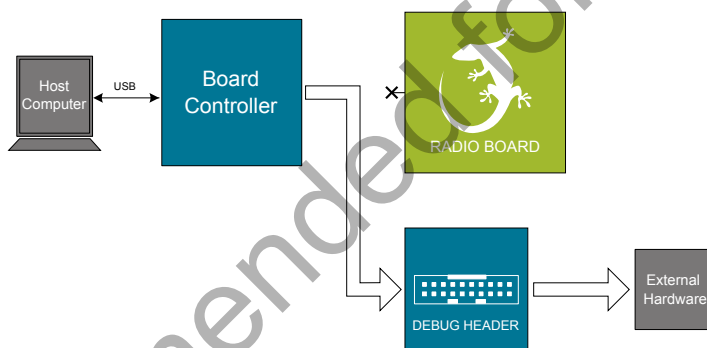 Host
Computer
USB
Board
Controller
RADIO BOARD
DEBUG HEADER
External
Hardware